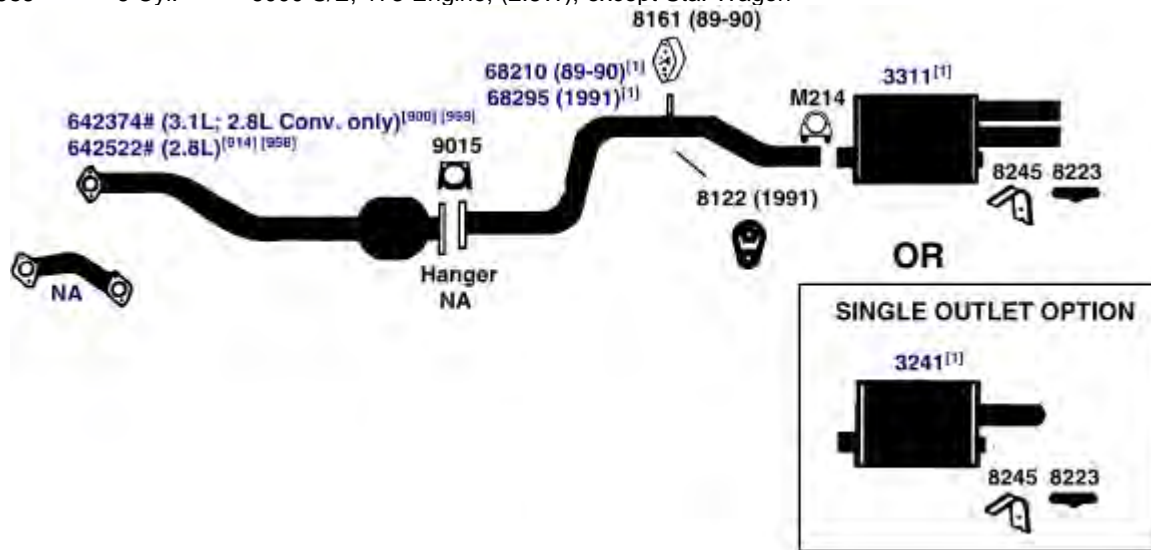 8161 (89-90)
68210 (89-90)[1]
68295 (1991)[1]
3311[1]
M214
642374# (3.1L; 2.8L Conv. only)[900] [959]
642522# (2.8L)[914] [958]
9015
8245 8223
8122 (1991)
OR
NA
Hanger
NA
SINGLE OUTLET OPTION
3241[1]
8245 8223